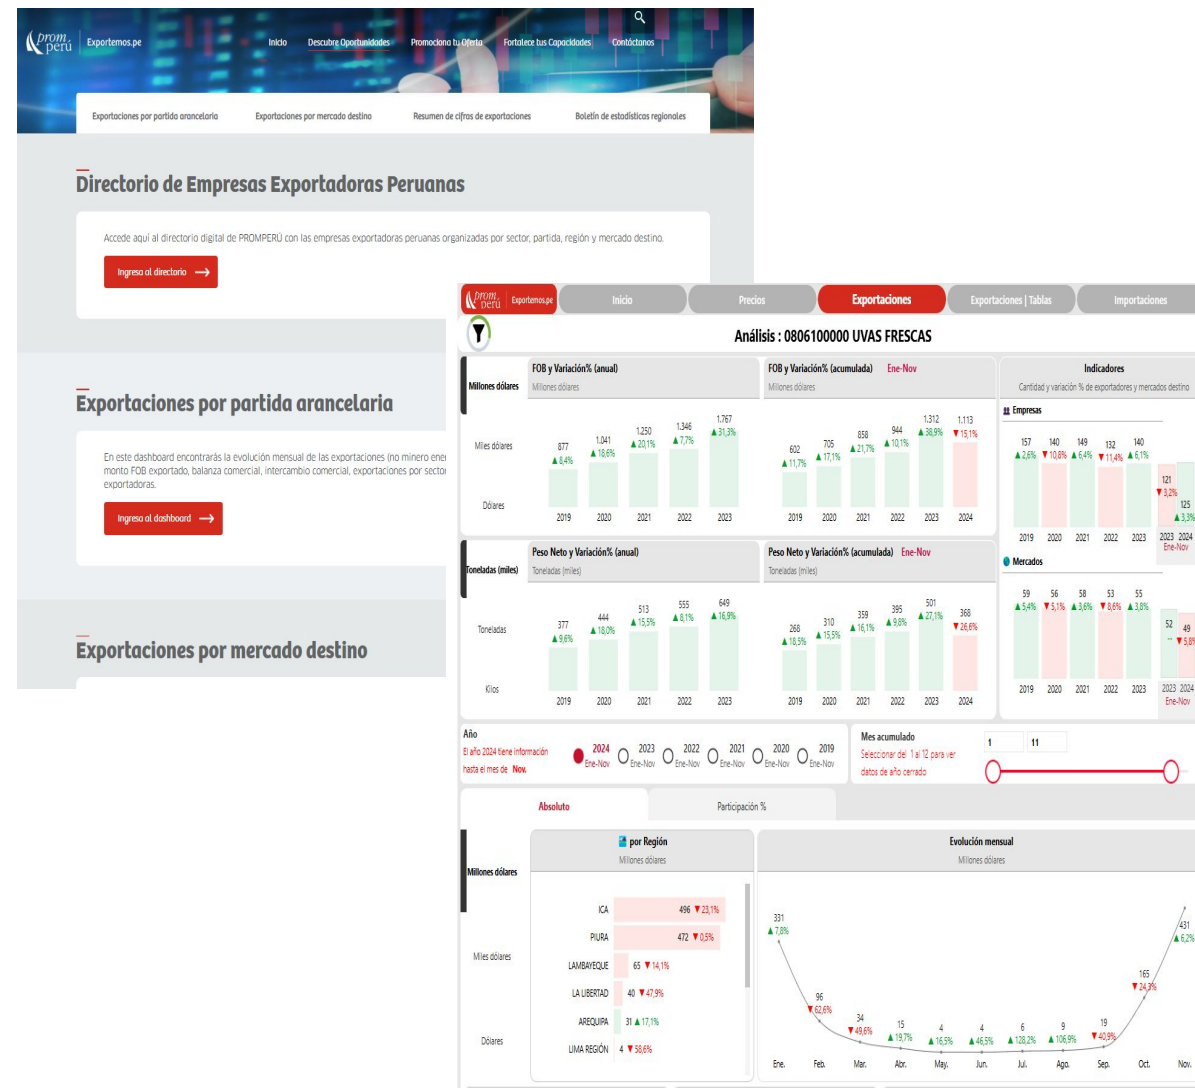 prom perú Exportemos.pe
Inicio Descubre Oportunidades Promociona tu Oferta Fortalece tus Capacidades Contáctanos
Exportaciones por partida arancelaria Exportaciones por mercado destino Resumen de cifras de exportaciones Boletín de estadísticas regionales
Directorio de Empresas Exportadoras Peruanas
Accede aquí al directorio digital de PROMPERÚ con las empresas exportadoras peruanas organizadas por sector, partida, región y mercado destino.
Ingresa al directorio →
Exportaciones por partida arancelaria
En este dashboard encontrarás la evolución mensual de las exportaciones (no minero ener
monto FOB exportado, balanza comercial, intercambio comercial, exportaciones por secto
exportadoras.
Ingresa al dashboard →
Exportaciones por mercado destino
prom perú Exportemos.pe
Inicio Precios Exportaciones Exportaciones | Tablas Importaciones
Análisis : 0806100000 UVAS FRESCAS
Millones dólares
Miles dólares
Dólares
FOB y Variación% (anual)
Millones dólares
877 1.041 1.250 1.346 1.767
▲ 8,4% ▲ 18,6% ▲ 20,1% ▲ 7,7% ▲ 31,3%
2019 2020 2021 2022 2023
FOB y Variación% (acumulada) Ene-Nov
Millones dólares
602 705 858 944 1.312 1.113
▲ 11,7% ▲ 17,1% ▲ 21,7% ▲ 10,1% ▲ 38,9% ▼ 15,1%
2019 2020 2021 2022 2023 2024
Indicadores
Cantidad y variación % de exportadores y mercados destino
Empresas
157 140 149 132 140
▲ 2,6% ▼ 10,8% ▲ 6,4% ▼ 11,4% ▲ 6,1%
121
▼ 3,2%
125
▲ 3,3%
2019 2020 2021 2022 2023 2023 2024
Ene-Nov
Toneladas (miles)
Toneladas
Kilos
Peso Neto y Variación% (anual)
Toneladas (miles)
377 444 513 555 649
▲ 9,6% ▲ 18,0% ▲ 15,5% ▲ 8,1% ▲ 16,9%
2019 2020 2021 2022 2023
Peso Neto y Variación% (acumulada) Ene-Nov
Toneladas (miles)
268 310 359 395 501 368
▲ 18,5% ▲ 15,5% ▲ 16,1% ▲ 9,8% ▲ 27,1% ▼ 26,6%
2019 2020 2021 2022 2023 2024
Mercados
59 56 58 53 55
▲ 5,4% ▼ 5,1% ▲ 3,6% ▼ 8,6% ▲ 3,8%
52 49
-- ▼ 5,8%
2019 2020 2021 2022 2023 2023 2024
Ene-Nov
Año
El año 2024 tiene información
hasta el mes de Nov.
2024 2023 2022 2021 2020 2019
Ene-Nov Ene-Nov Ene-Nov Ene-Nov Ene-Nov Ene-Nov
Mes acumulado
Seleccionar del 1 al 12 para ver
datos de año cerrado
1 11
Absoluto Participación %
Millones dólares
Miles dólares
Dólares
por Región
Millones dólares
ICA 496 ▼ 23,1%
PIURA 472 ▼ 0,5%
LAMBAYEQUE 65 ▼ 14,1%
LA LIBERTAD 40 ▼ 47,9%
AREQUIPA 31 ▲ 17,1%
LIMA REGIÓN 4 ▼ 58,6%
Evolución mensual
Millones dólares
331 96 34 15 4 4 6 9 19 165 431
▲ 7,8% ▼ 62,6% ▼ 49,6% ▲ 19,7% ▲ 16,5% ▲ 46,5% ▲ 128,2% ▲ 106,9% ▼ 40,9% ▼ 24,3% ▲ 6,2%
Ene. Feb. Mar. Abr. May. Jun. Jul. Ago. Sep. Oct. Nov.